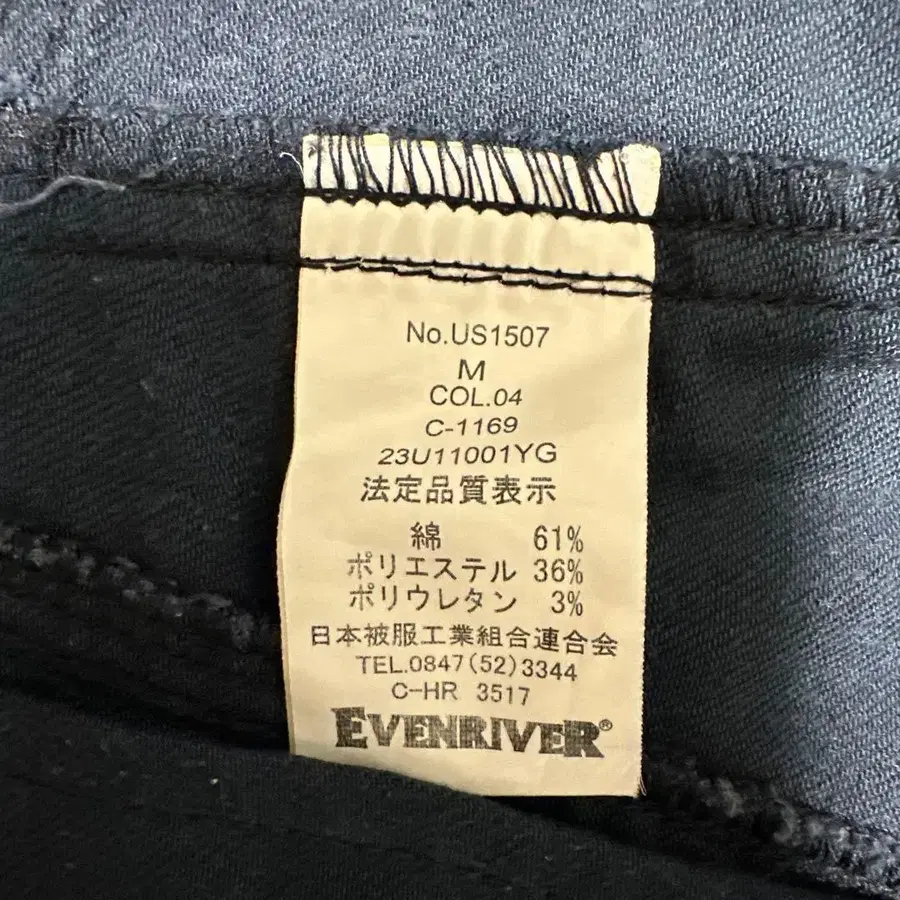 No.US1507
M
COL.04
C-1169
23U11001YG
法定品質表示
綿 61%
ポリエステル 36%
ポリウレタン 3%
日本被服工業組合連合会
TEL.0847(52)3344
C-HR 3517
EVENRIVER®